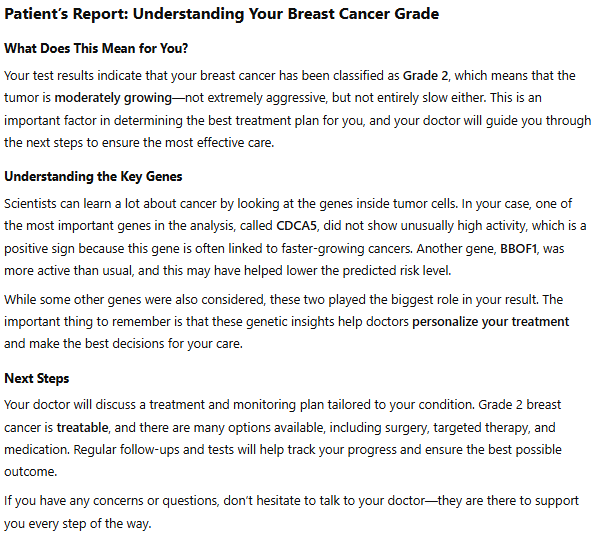 Patient’s Report: Understanding Your Breast Cancer Grade
What Does This Mean for You?
Your test results indicate that your breast cancer has been classified as Grade 2, which means that the
tumor is moderately growing—not extremely aggressive, but not entirely slow either. This is an
important factor in determining the best treatment plan for you, and your doctor will guide you through
the next steps to ensure the most effective care.
Understanding the Key Genes
Scientists can learn a lot about cancer by looking at the genes inside tumor cells. In your case, one of
the most important genes in the analysis, called CDCA5, did not show unusually high activity, which is a
positive sign because this gene is often linked to faster-growing cancers. Another gene, BBOF1, was
more active than usual, and this may have helped lower the predicted risk level.
While some other genes were also considered, these two played the biggest role in your result. The
important thing to remember is that these genetic insights help doctors personalize your treatment
and make the best decisions for your care.
Next Steps
Your doctor will discuss a treatment and monitoring plan tailored to your condition. Grade 2 breast
cancer is treatable, and there are many options available, including surgery, targeted therapy, and
medication. Regular follow-ups and tests will help track your progress and ensure the best possible
outcome.
If you have any concerns or questions, don’t hesitate to talk to your doctor—they are there to support
you every step of the way.